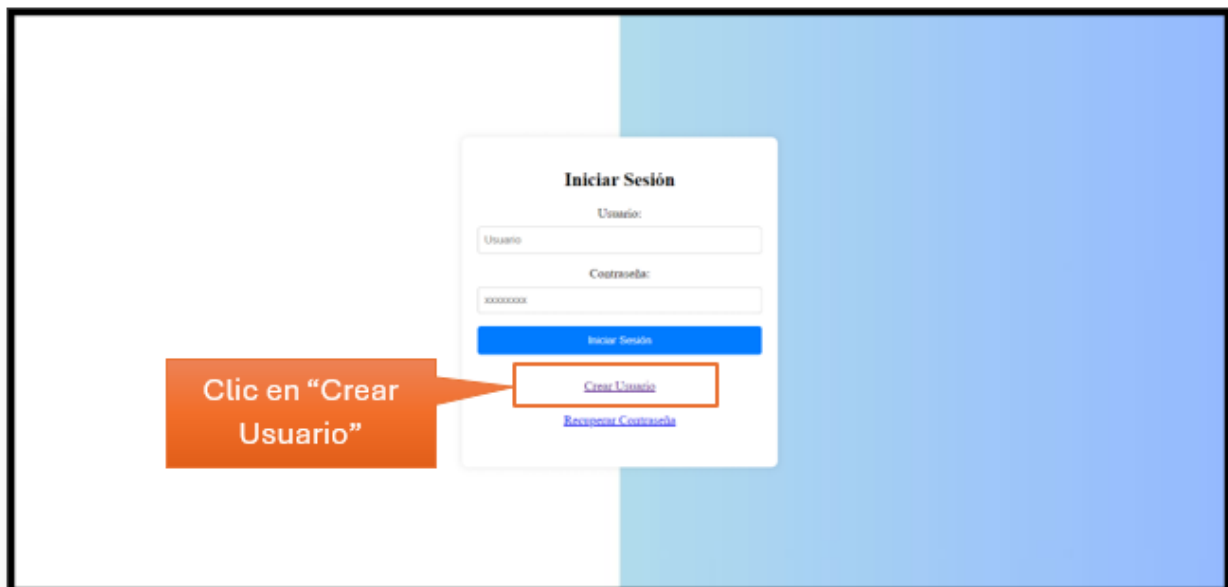 Iniciar Sesión
Usuario:
Usuario
Contraseña:
xxxxxxxx
Iniciar Sesión
Clic en “Crear
Usuario”
Crear Usuario
Recuperar Contraseña